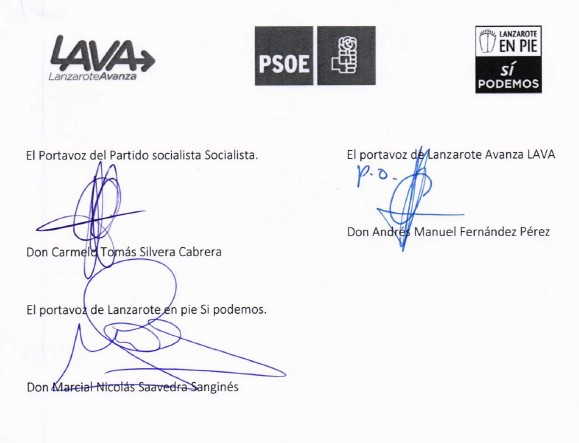 LAVA
LanzaroteAvanza
PSOE
LANZAROTE
EN PIE
SÍ
PODEMOS
El Portavoz del Partido socialista Socialista.
Don Carmelo Tomás Silvera Cabrera
El portavoz de Lanzarote Avanza LAVA
P.O.
Don Andrés Manuel Fernández Pérez
El portavoz de Lanzarote en pie Si podemos.
Don Marcial Nicolás Saavedra Sanginés